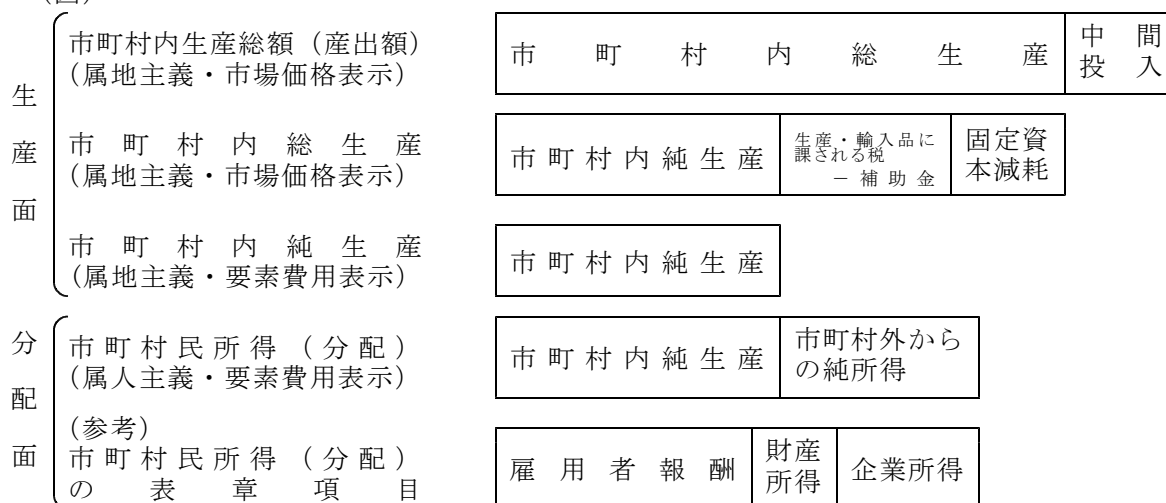 生産面
市町村内生産総額（産出額）
（属地主義・市場価格表示）
市町村内総生産
中間
投入
市町村内総生産
（属地主義・市場価格表示）
市町村内純生産
生産・輸入品に
課される税
－補助金
固定資
本減耗
市町村内純生産
（属地主義・要素費用表示）
市町村内純生産
分配面
市町村民所得（分配）
（属人主義・要素費用表示）
市町村内純生産
市町村外から
の純所得
（参考）
市町村民所得（分配）
の表章項目
雇用者報酬
財産
所得
企業所得